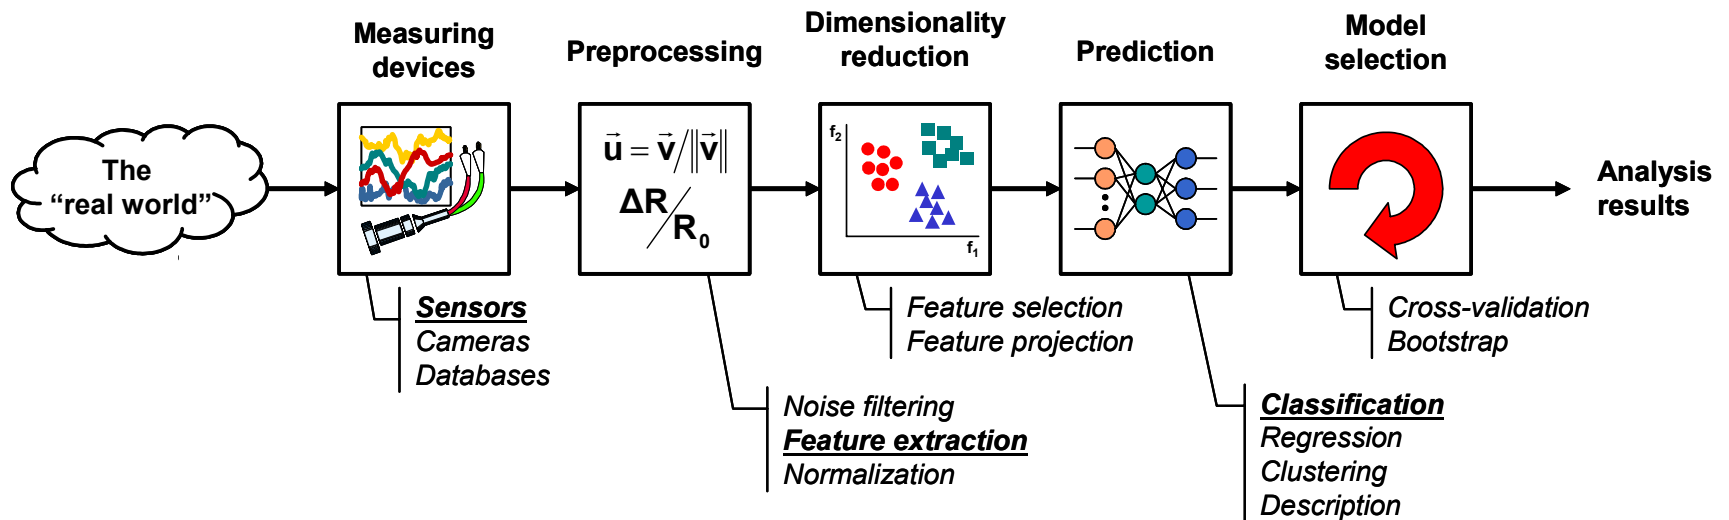 Measuring
devices
Preprocessing
Dimensionality
reduction
Prediction
Model
selection
The
“real world”
u⃗ = v⃗/‖v⃗‖
ΔR/R₀
f₂
f₁
Analysis
results
Sensors
Cameras
Databases
Noise filtering
Feature extraction
Normalization
Feature selection
Feature projection
Classification
Regression
Clustering
Description
Cross-validation
Bootstrap